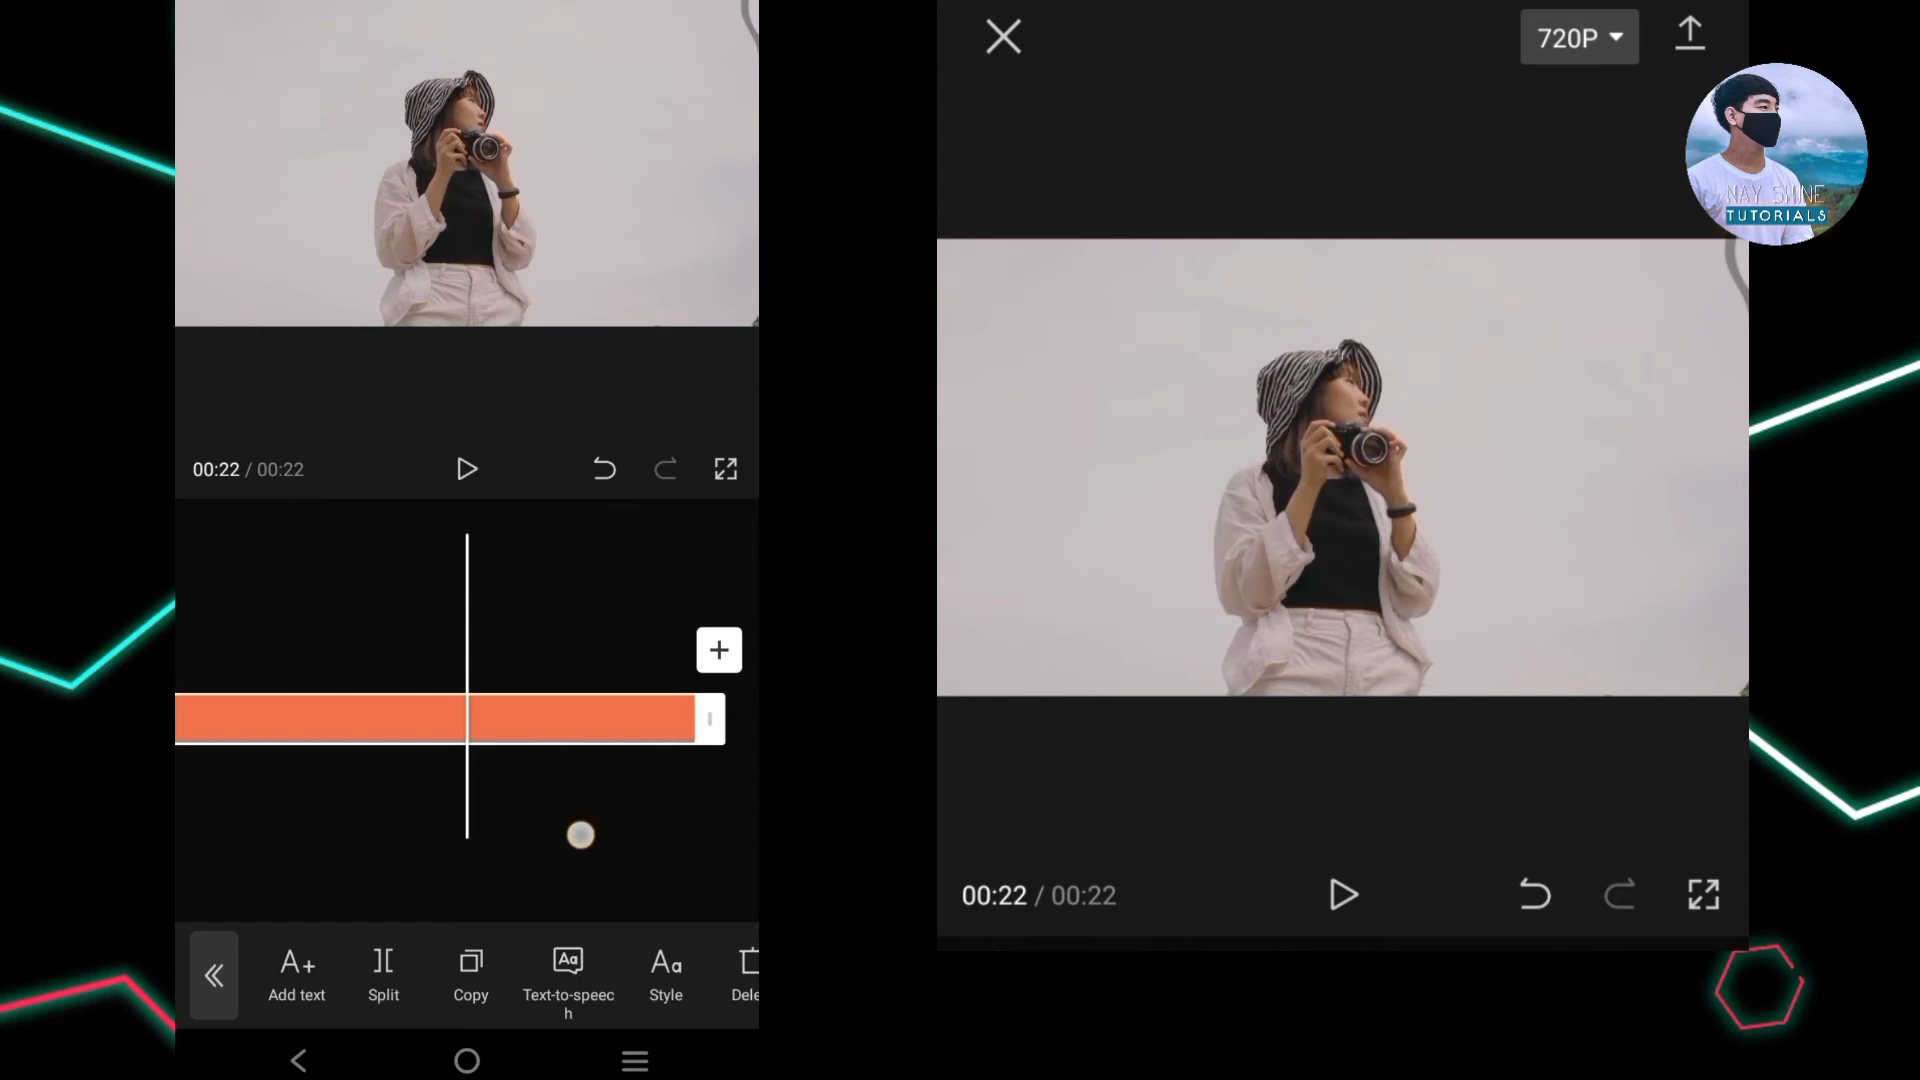 720P
NAY SHINE
TUTORIALS
00:22 / 00:22
00:22 / 00:22
Add text
Split
Copy
Text-to-speec
h
Style
Dele